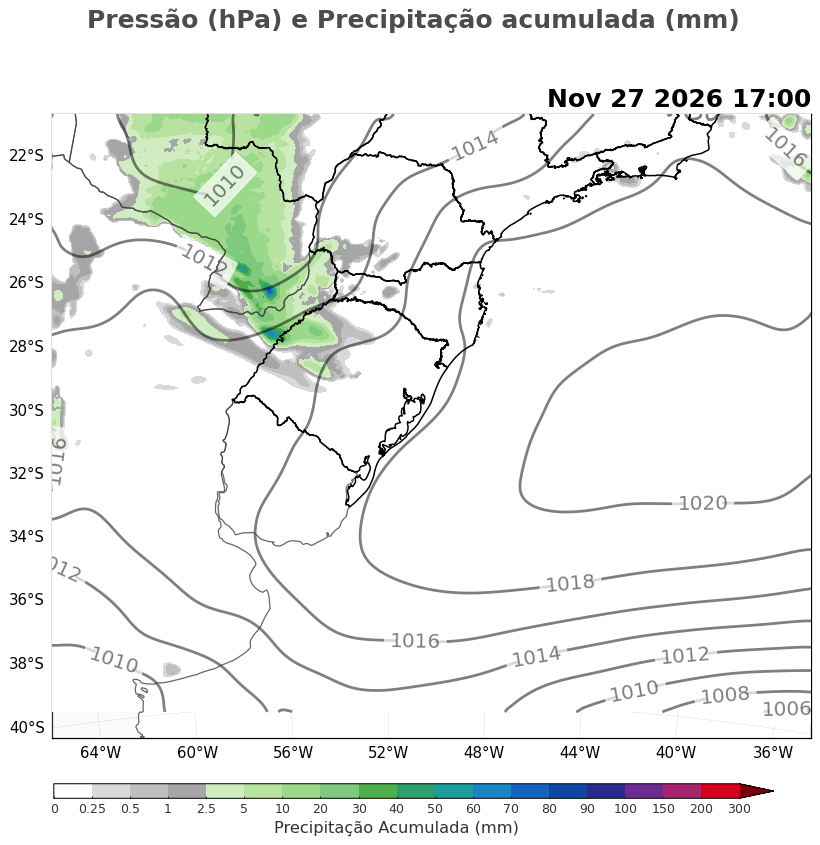 Pressão (hPa) e Precipitação acumulada (mm)
Nov 27 2026 17:00
22°S
24°S
26°S
28°S
30°S
32°S
34°S
36°S
38°S
40°S
1014
1016
1010
1012
1016
1020
1012
1018
1016
1014
1012
1010
1010
1008
1006
64°W 60°W 56°W 52°W 48°W 44°W 40°W 36°W
0 0.25 0.5 1 2.5 5 10 20 30 40 50 60 70 80 90 100 150 200 300
Precipitação Acumulada (mm)